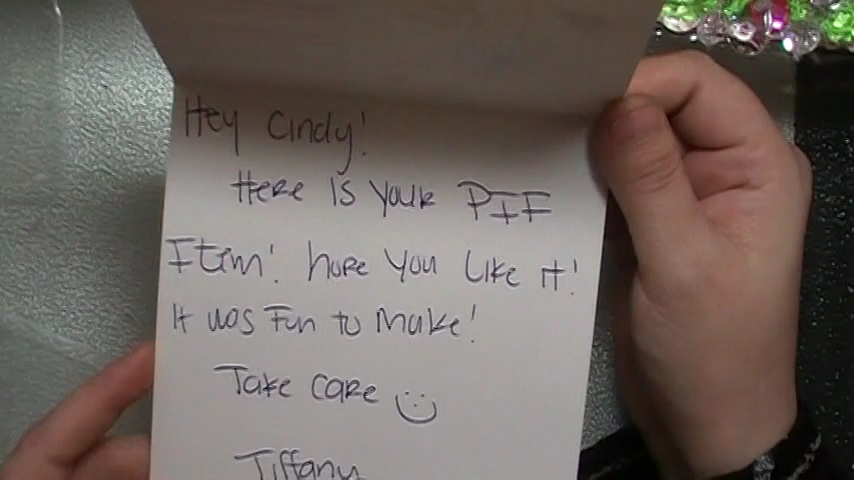 Hey Cindy!
Here is your PIF
Item! hope you like it!
It was Fun to make!
Take care
Tiffany